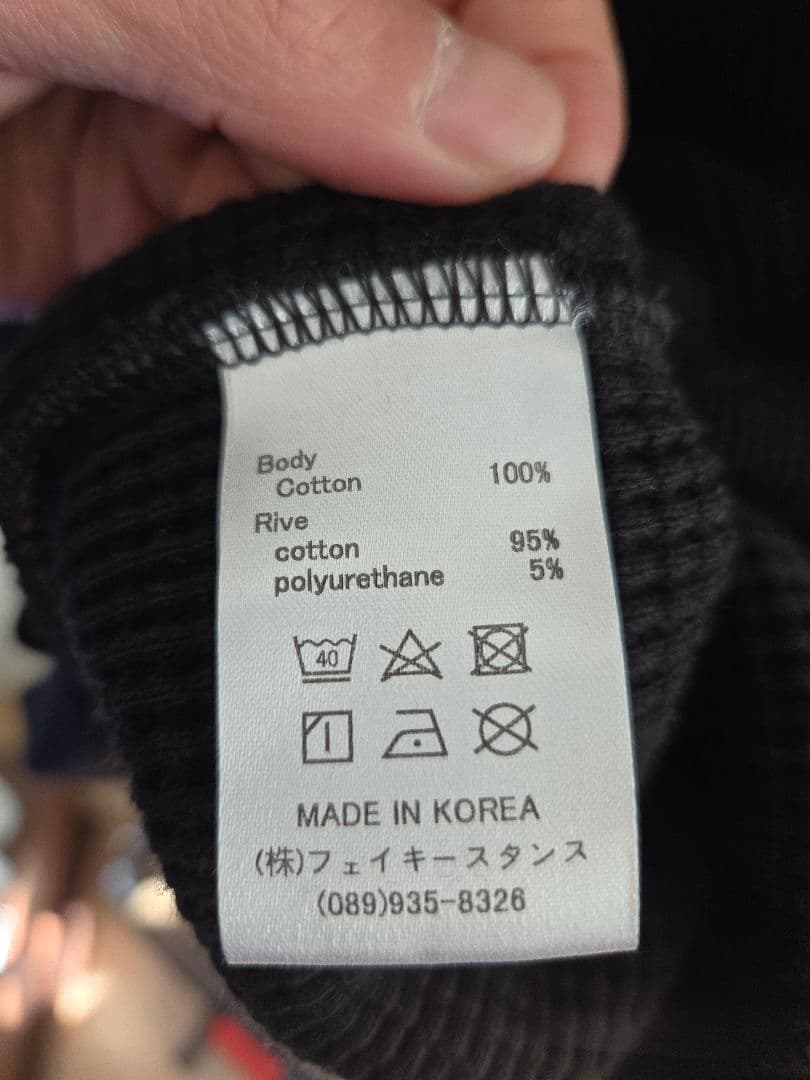 Body
Cotton 100%
Rive
cotton 95%
polyurethane 5%
40
MADE IN KOREA
(株)フェイキースタンス
(089)935-8326